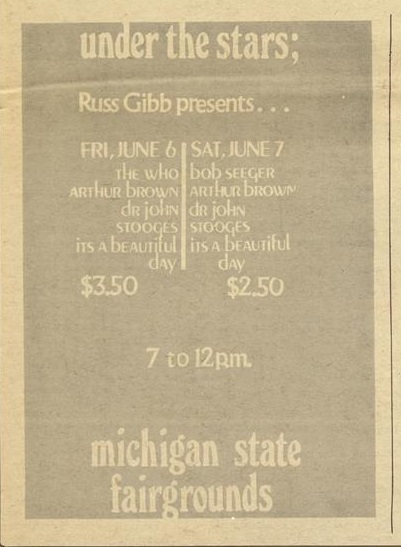 under the stars;
Russ Gibb presents...
FRI, JUNE 6
the who
arthur brown
dr john
stooges
its a beautiful
day
$3.50
SAT, JUNE 7
bob seeger
arthur brown
dr john
stooges
its a beautiful
day
$2.50
7 to 12p.m.
michigan state
fairgrounds